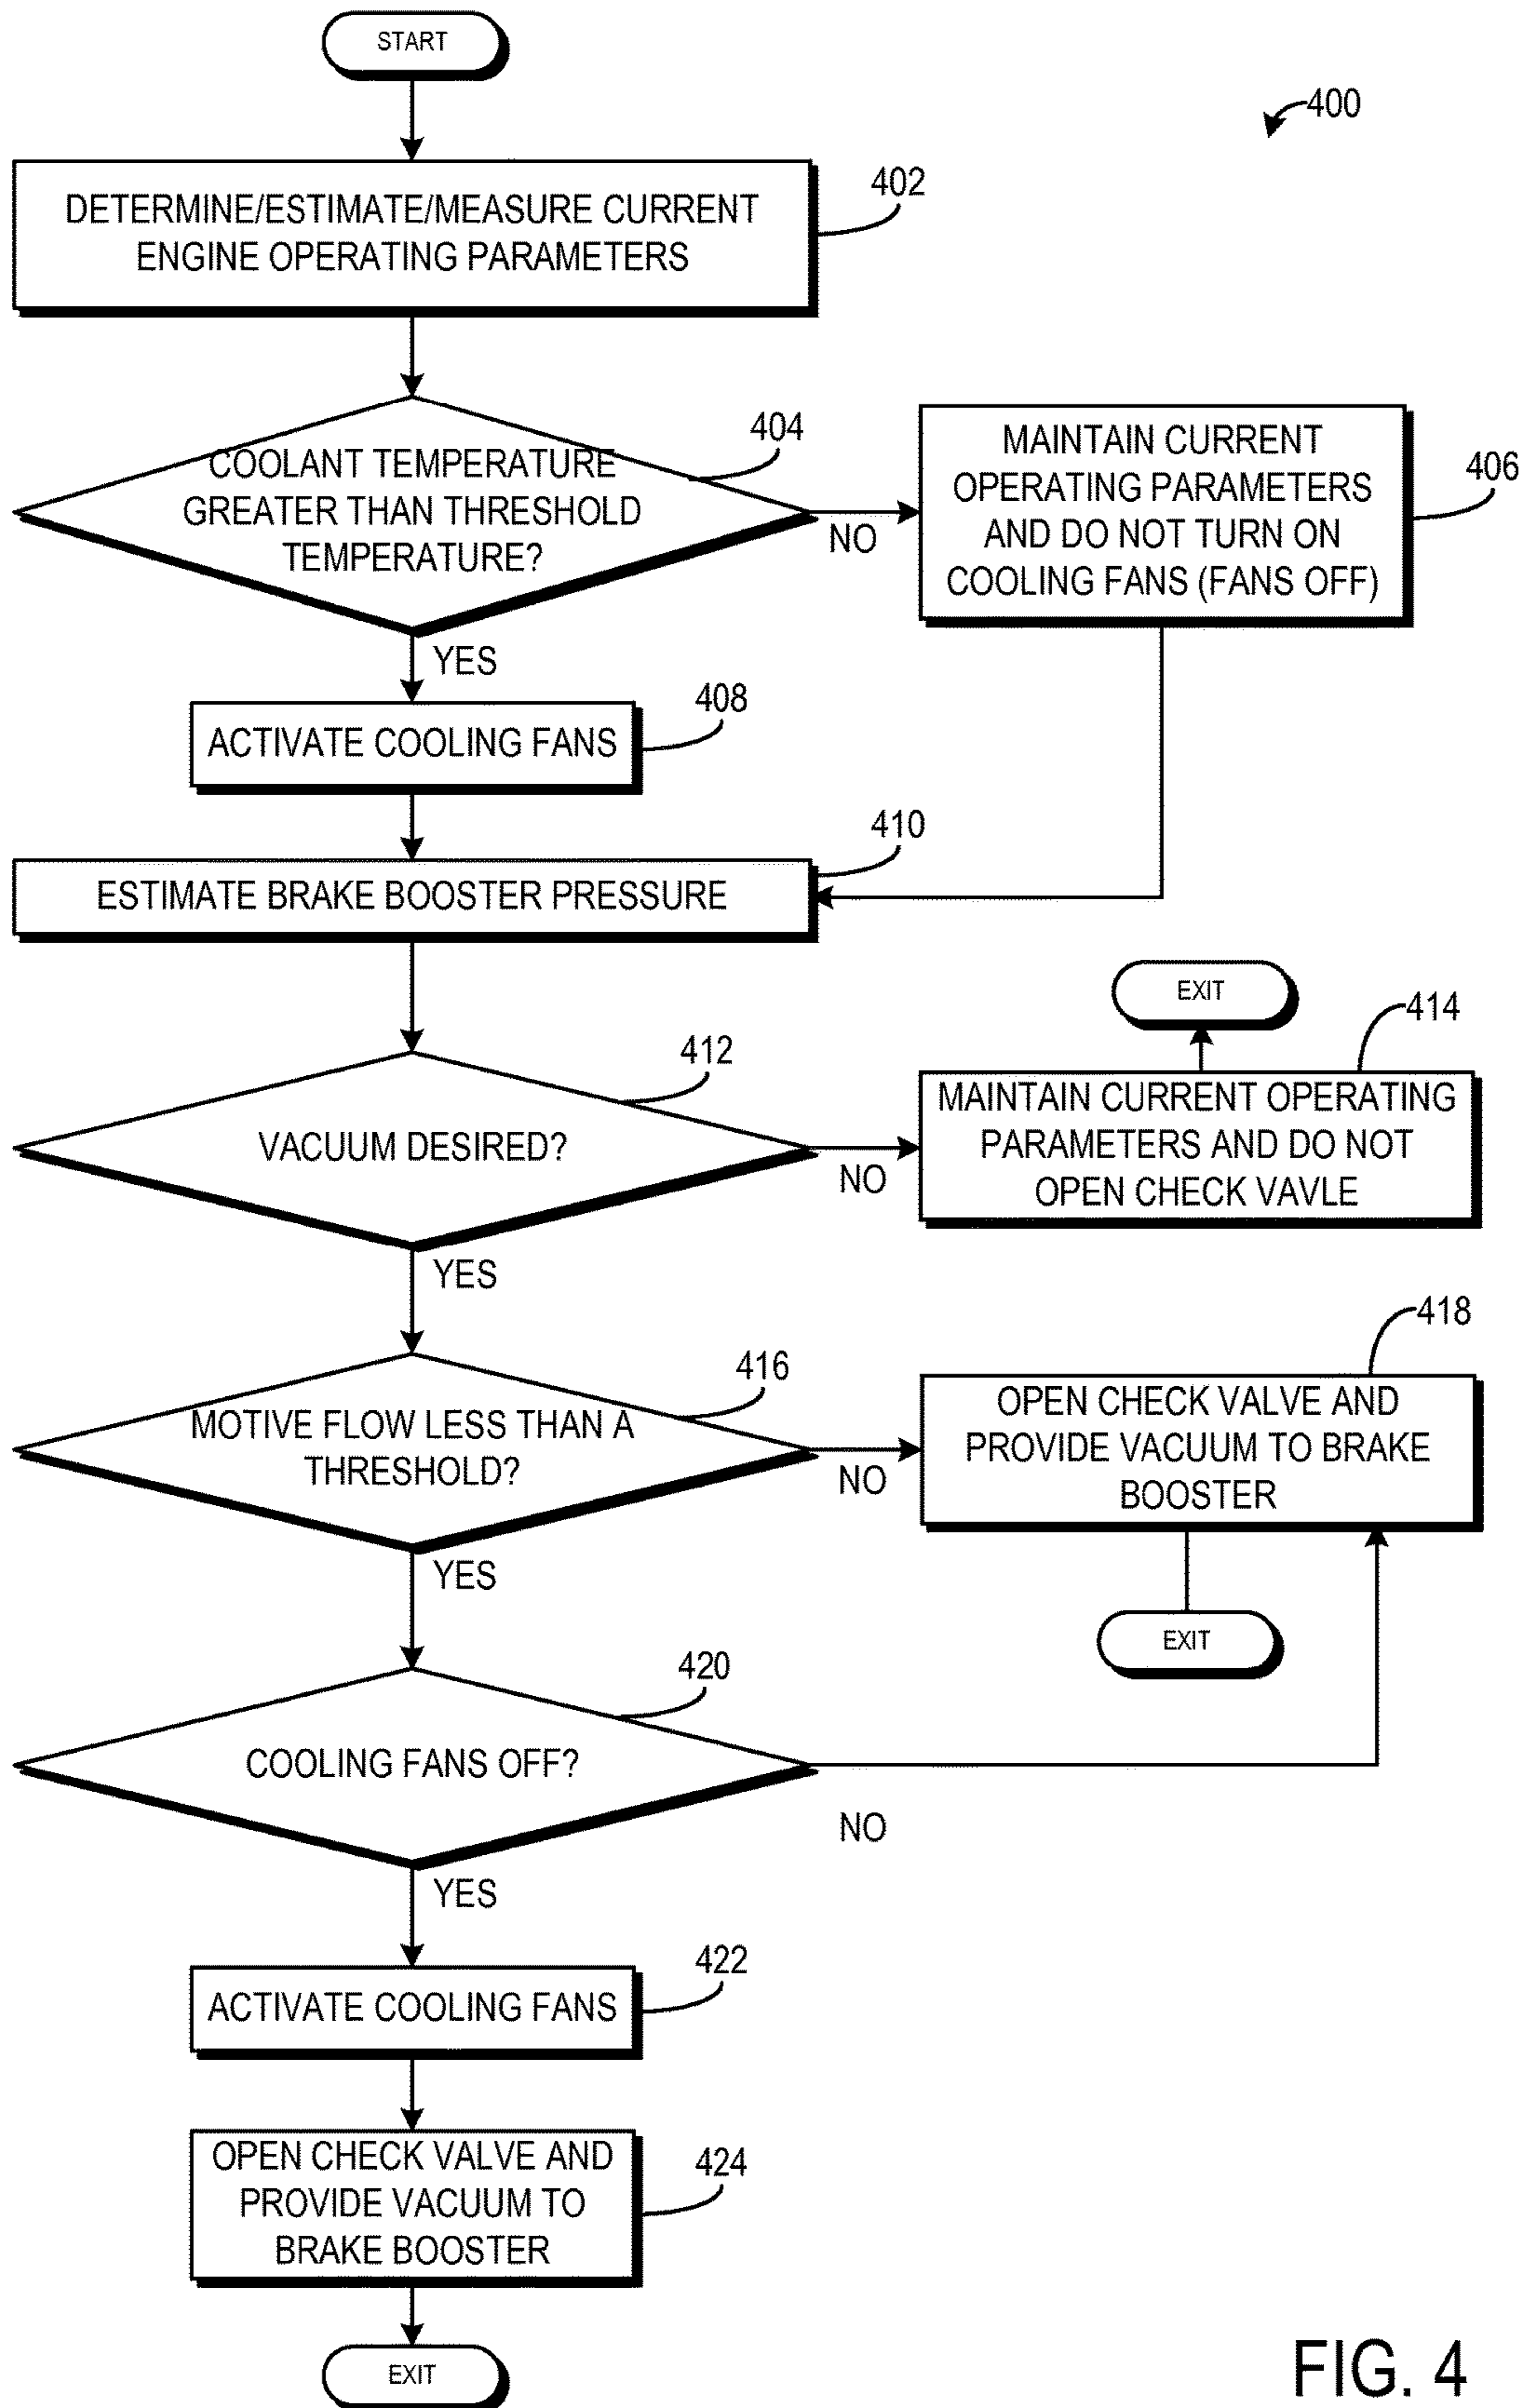 START
400
402
DETERMINE/ESTIMATE/MEASURE CURRENT
ENGINE OPERATING PARAMETERS
404
COOLANT TEMPERATURE
GREATER THAN THRESHOLD
TEMPERATURE?
NO
MAINTAIN CURRENT
OPERATING PARAMETERS
AND DO NOT TURN ON
COOLING FANS (FANS OFF)
406
YES
408
ACTIVATE COOLING FANS
410
ESTIMATE BRAKE BOOSTER PRESSURE
EXIT
414
412
VACUUM DESIRED?
NO
MAINTAIN CURRENT OPERATING
PARAMETERS AND DO NOT
OPEN CHECK VAVLE
YES
418
416
MOTIVE FLOW LESS THAN A
THRESHOLD?
NO
OPEN CHECK VALVE AND
PROVIDE VACUUM TO BRAKE
BOOSTER
YES
EXIT
420
COOLING FANS OFF?
NO
YES
422
ACTIVATE COOLING FANS
424
OPEN CHECK VALVE AND
PROVIDE VACUUM TO
BRAKE BOOSTER
EXIT
FIG. 4